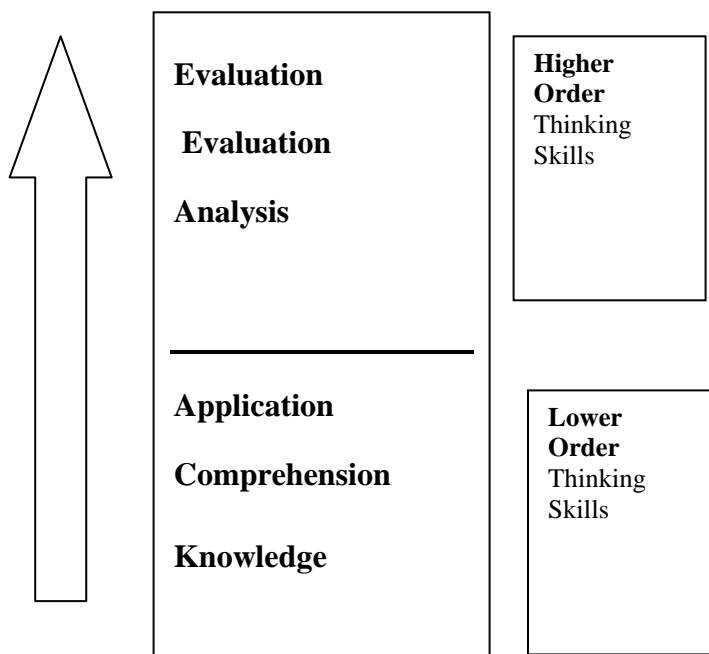 Evaluation
Evaluation
Analysis
Higher
Order
Thinking
Skills
Application
Comprehension
Knowledge
Lower
Order
Thinking
Skills